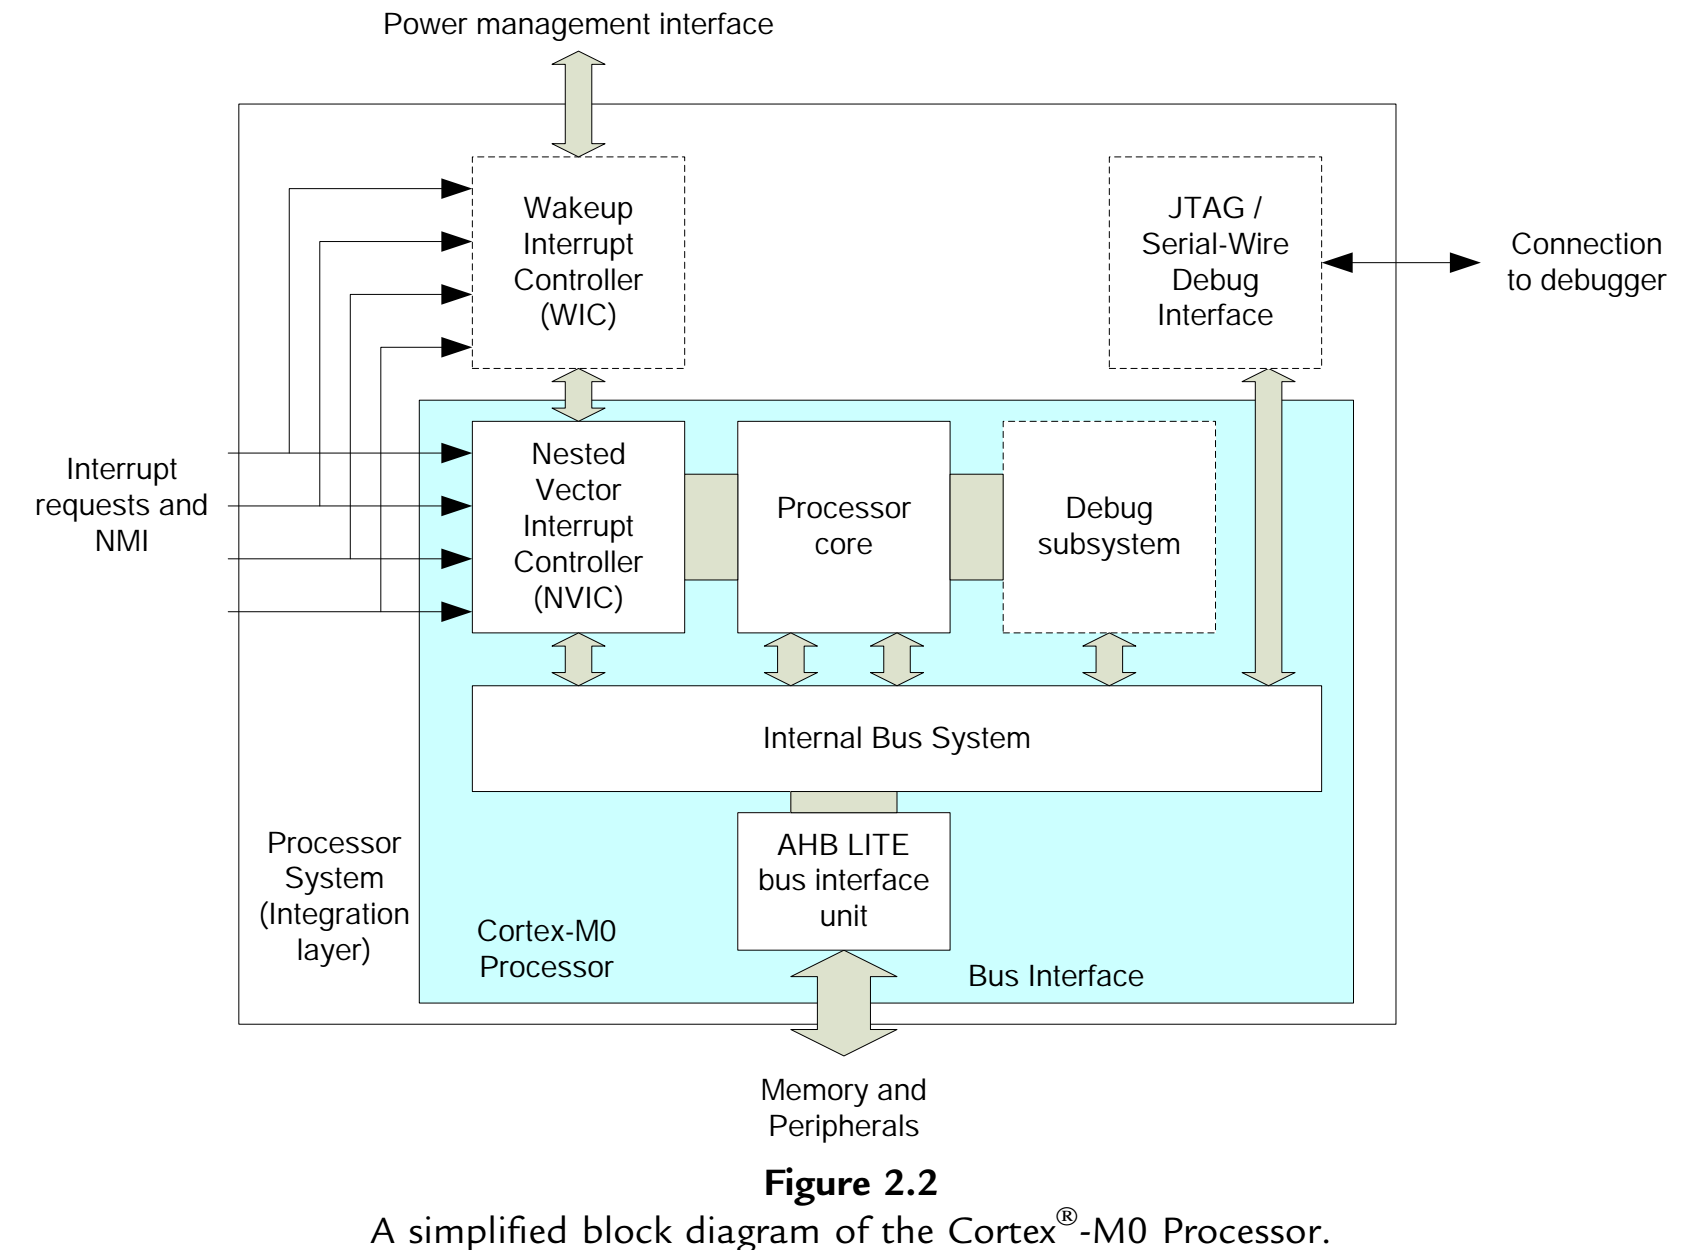 Power management interface
Wakeup
Interrupt
Controller
(WIC)
JTAG /
Serial-Wire
Debug
Interface
Connection
to debugger
Interrupt
requests and
NMI
Nested
Vector
Interrupt
Controller
(NVIC)
Processor
core
Debug
subsystem
Internal Bus System
Processor
System
(Integration
layer)
AHB LITE
bus interface
unit
Cortex-M0
Processor
Bus Interface
Memory and
Peripherals
Figure 2.2
A simplified block diagram of the Cortex®-M0 Processor.